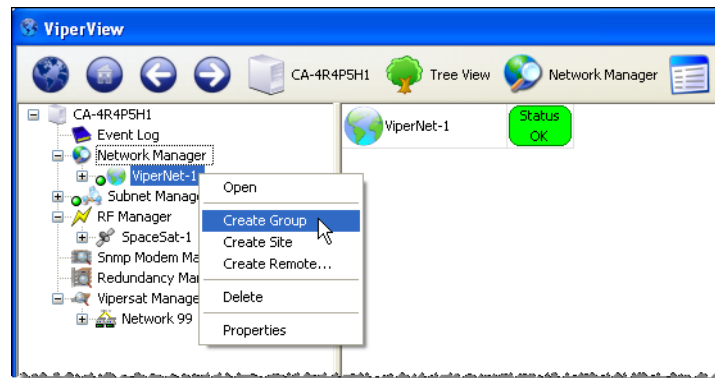 ViperView
CA-4R4P5H1 Tree View Network Manager
CA-4R4P5H1
Event Log
Network Manager
ViperNet-1
Subnet Manage
RF Manager
SpaceSat-1
Snmp Modem Ma
Redundancy Ma
Vipersat Manage
Network 99
Open
Create Group
Create Site
Create Remote...
Delete
Properties
ViperNet-1
Status
OK